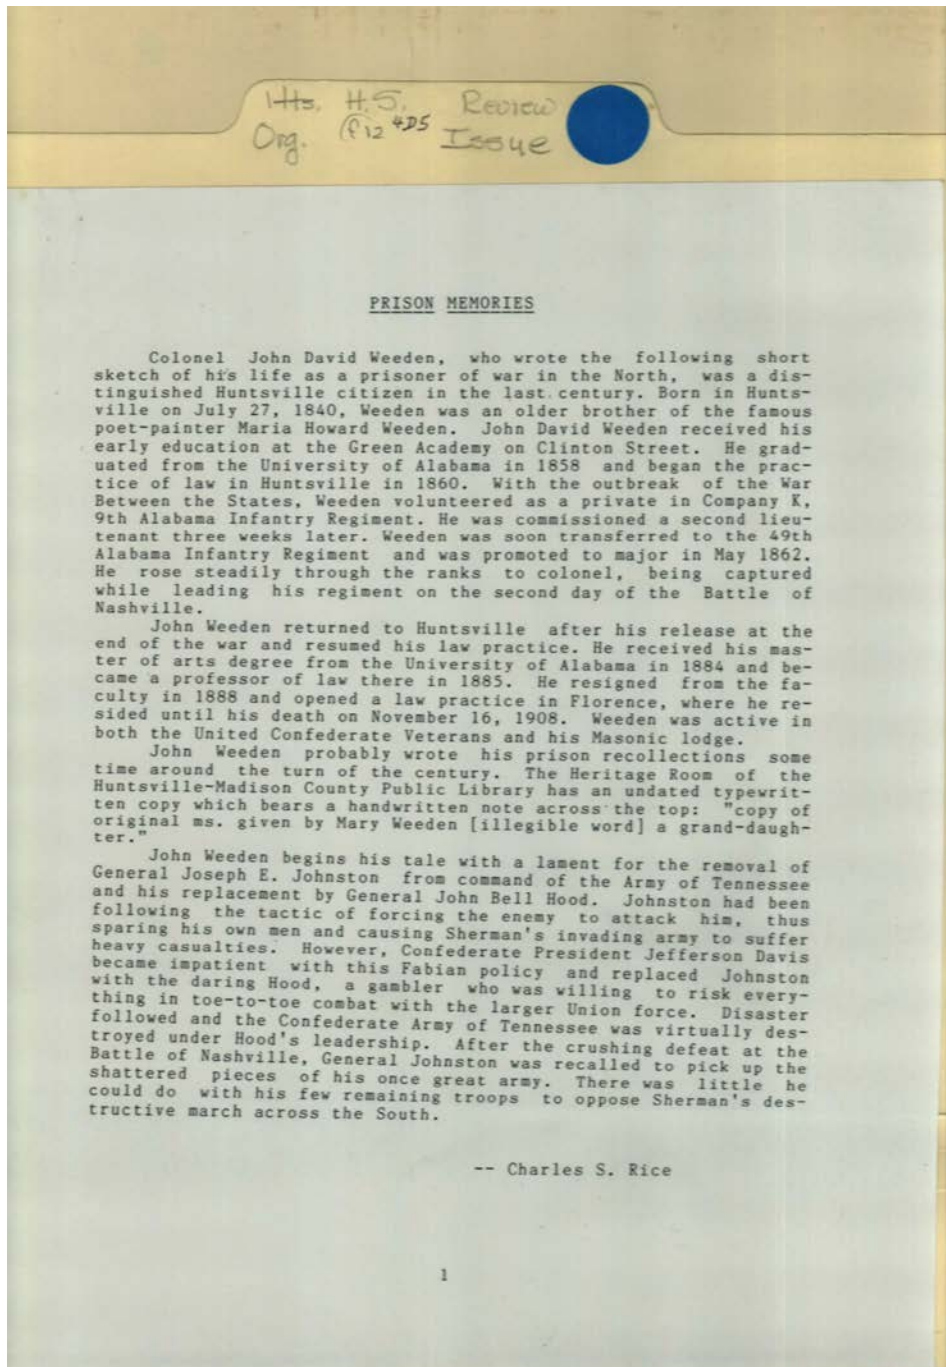 Hts. H.S. Review
Org. f12 4D5 Issue
PRISON MEMORIES
Colonel John David Weeden, who wrote the following short
sketch of his life as a prisoner of war in the North, was a dis-
tinguished Huntsville citizen in the last century. Born in Hunts-
ville on July 27, 1840, Weeden was an older brother of the famous
poet-painter Maria Howard Weeden. John David Weeden received his
early education at the Green Academy on Clinton Street. He grad-
uated from the University of Alabama in 1858 and began the prac-
tice of law in Huntsville in 1860. With the outbreak of the War
Between the States, Weeden volunteered as a private in Company K,
9th Alabama Infantry Regiment. He was commissioned a second lieu-
tenant three weeks later. Weeden was soon transferred to the 49th
Alabama Infantry Regiment and was promoted to major in May 1862.
He rose steadily through the ranks to colonel, being captured
while leading his regiment on the second day of the Battle of
Nashville.
John Weeden returned to Huntsville after his release at the
end of the war and resumed his law practice. He received his mas-
ter of arts degree from the University of Alabama in 1884 and be-
came a professor of law there in 1885. He resigned from the fa-
culty in 1888 and opened a law practice in Florence, where he re-
sided until his death on November 16, 1908. Weeden was active in
both the United Confederate Veterans and his Masonic lodge.
John Weeden probably wrote his prison recollections some
time around the turn of the century. The Heritage Room of the
Huntsville-Madison County Public Library has an undated typewrit-
ten copy which bears a handwritten note across the top: "copy of
original ms. given by Mary Weeden [illegible word] a grand-daugh-
ter."
John Weeden begins his tale with a lament for the removal of
General Joseph E. Johnston from command of the Army of Tennessee
and his replacement by General John Bell Hood. Johnston had been
following the tactic of forcing the enemy to attack him, thus
sparing his own men and causing Sherman's invading army to suffer
heavy casualties. However, Confederate President Jefferson Davis
became impatient with this Fabian policy and replaced Johnston
with the daring Hood, a gambler who was willing to risk every-
thing in toe-to-toe combat with the larger Union force. Disaster
followed and the Confederate Army of Tennessee was virtually des-
troyed under Hood's leadership. After the crushing defeat at the
Battle of Nashville, General Johnston was recalled to pick up the
shattered pieces of his once great army. There was little he
could do with his few remaining troops to oppose Sherman's des-
tructive march across the South.
-- Charles S. Rice
1